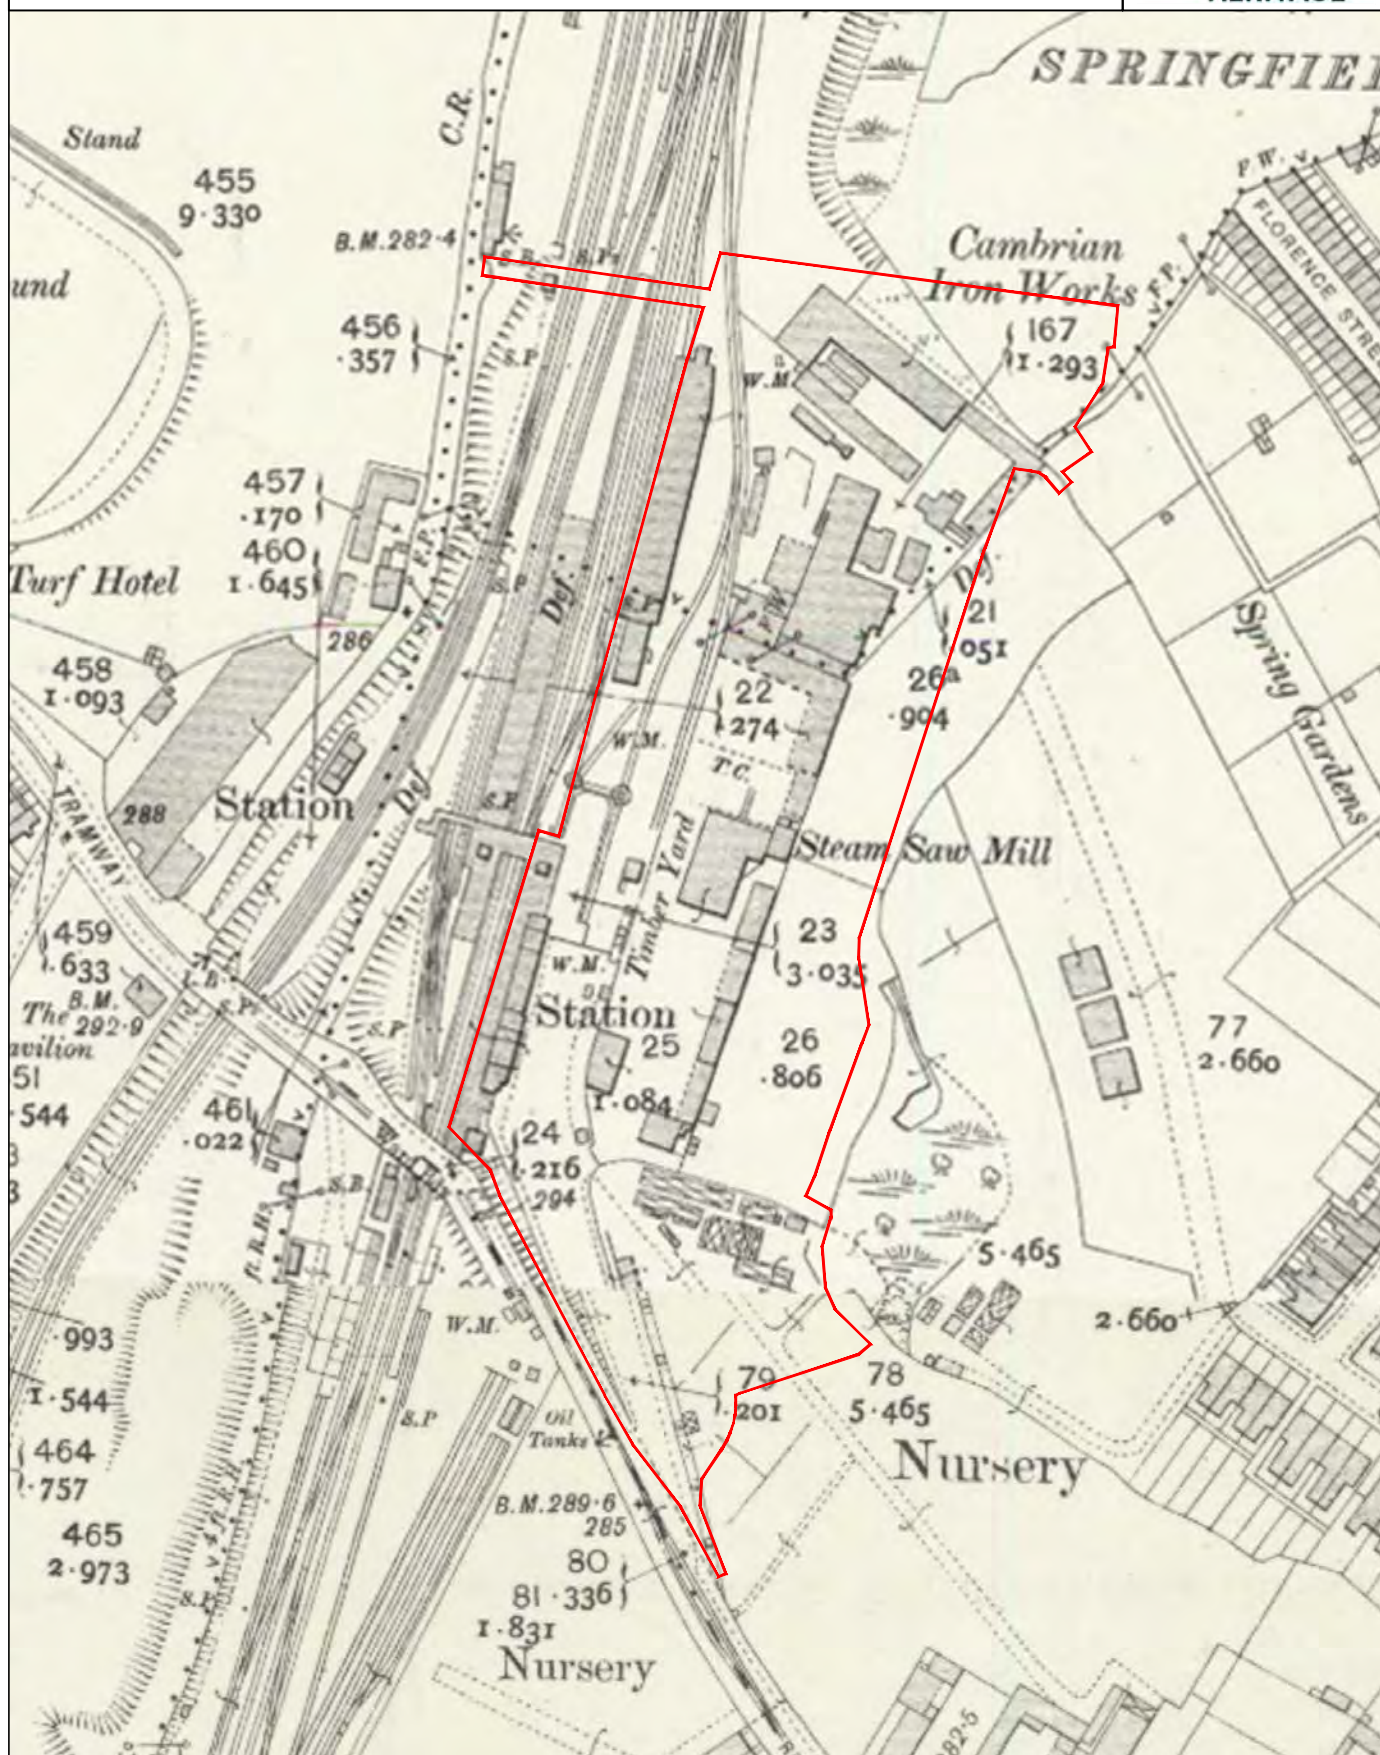 SPRINGFIE
C.R.
Stand
455
9·330
F.W.
FLORENCE STREE
B.M.282·4
S.B.
S.Ps
Cambrian
Iron Works
F.P.
und
456
·357
S.P
167
1·293
W.M.
457
·170
460
1·645
F.P.
S.P.
Def.
Def.
Turf Hotel
286
21
·051
26a
·904
Spring Gardens
458
1·093
22
·274
W.M.
T.C.
Station
288
TRAMWAY
Def
S.P.
Steam Saw Mill
Timber Yard
459
·633
23
3·035
W.M.
L.B.
S.P.
The
B.M.
292·9
avilion
S.P.
Station
25
1·084
26
·806
77
2·660
51
·544
461
·022
24
·216
294
S.B.
W.M.
5·465
2·660
·993
1·544
S.P
Oil
Tanks
79
·201
78
5·465
464
·757
Nursery
465
2·973
B.M.289·6
285
80
81·336
1·831
S.P.
Nursery
282·5